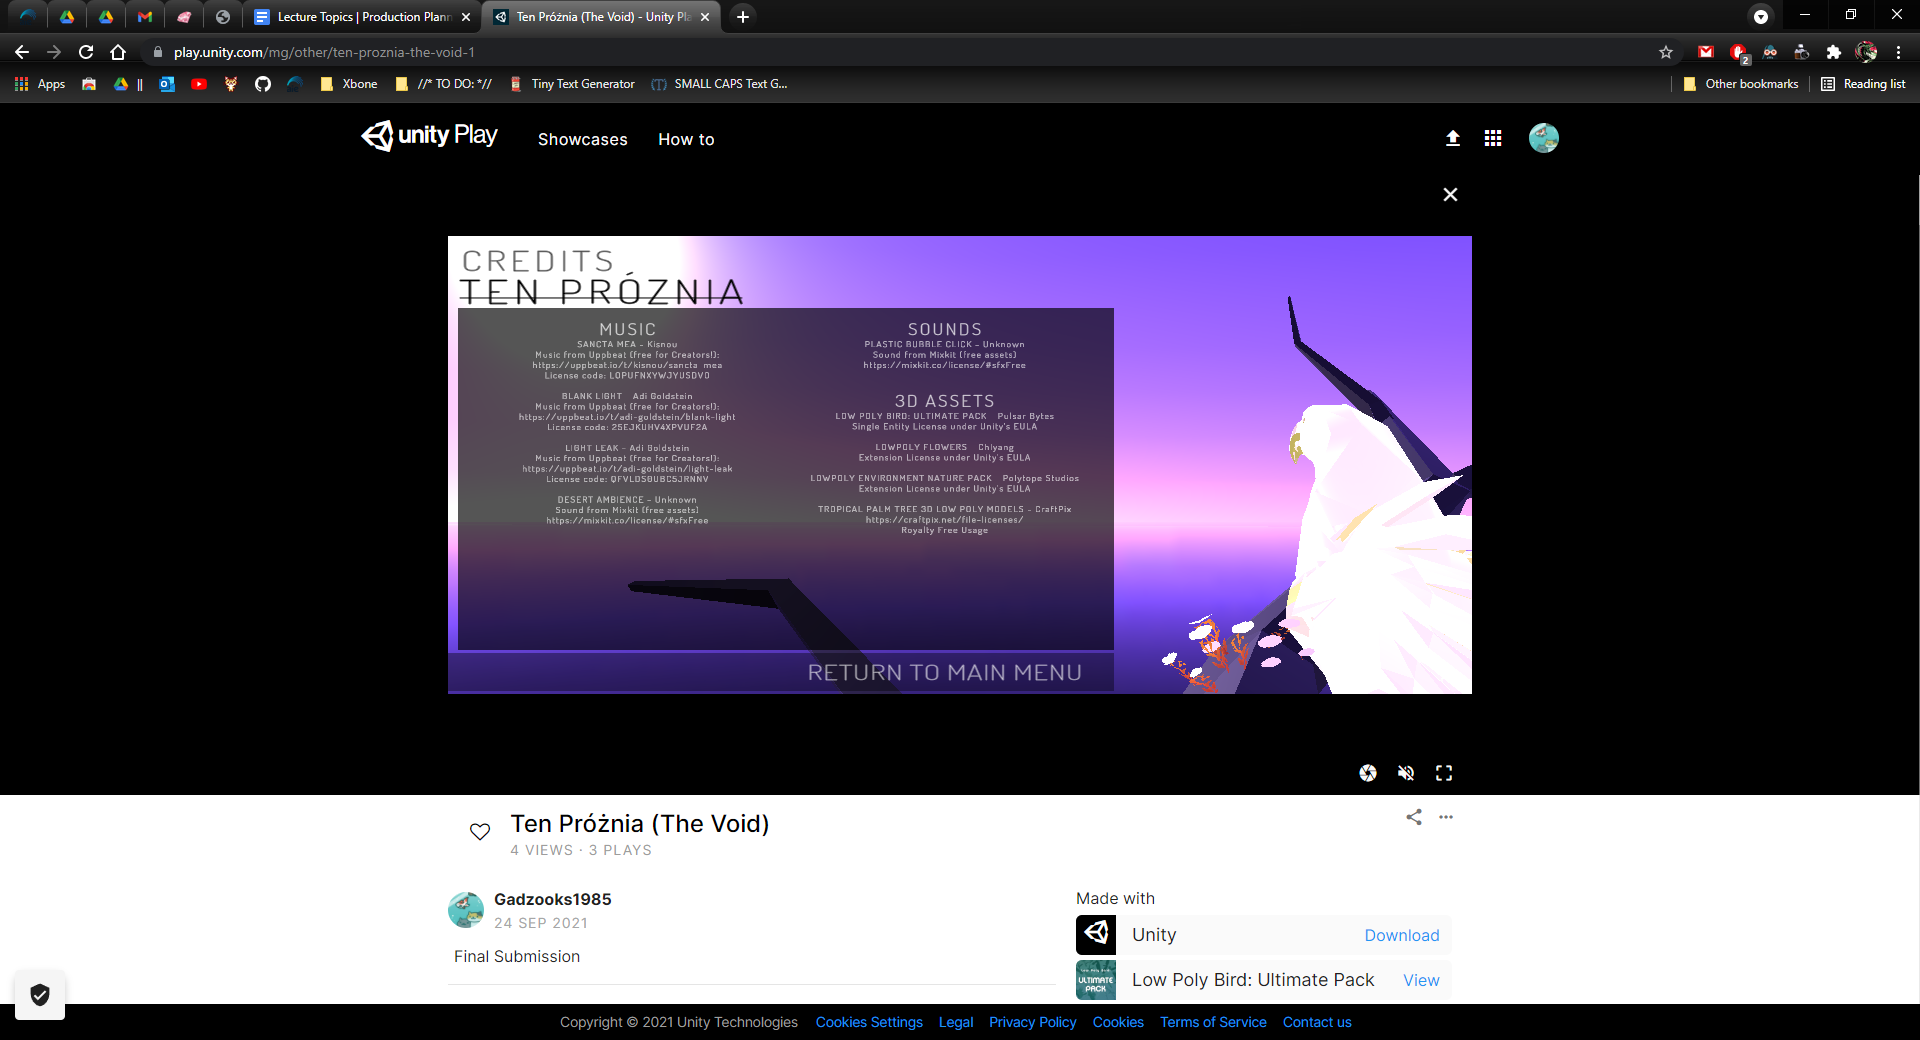 Lecture Topics | Production Plann
Ten Próżnia (The Void) - Unity Pla
play.unity.com/mg/other/ten-proznia-the-void-1
2
Apps
||
Xbone
//* TO DO: *//
Tiny Text Generator
SMALL CAPS Text G...
Other bookmarks
Reading list
unity Play
Showcases
How to
CREDITS
TEN PRÓZNIA
MUSIC
SANCTA MEA - Kisnou
Music from Uppbeat (free for Creators!):
https://uppbeat.io/t/kisnou/sancta mea
License code: LOPUFNXYWJYUSDVO
BLANK LIGHT Adi Goldstein
Music from Uppbeat (free for Creators!):
https://uppbeat.io/t/adi-goldstein/blank-light
License code: 25EJKUHV4XPVUF2A
LIGHT LEAK - Adi Goldstein
Music from Uppbeat (free for Creators!):
https://uppbeat.io/t/adi-goldstein/light-leak
License code:
DESERT AMBIENCE - Unknown
Sound from Mixkit (free assets)
https://mixkit.co/license/#sfxFree
SOUNDS
PLASTIC BUBBLE CLICK - Unknown
Sound from Mixkit (free assets)
https://mixkit.co/license/#sfxFree
3D ASSETS
LOW POLY BIRD: ULTIMATE PACK Pulsar Bytes
Single Entity License under Unity's EULA
LOWPOLY FLOWERS Chlyang
Extension License under Unity's EULA
LOWPOLY ENVIRONMENT NATURE PACK Polytope Studios
Extension License under Unity's EULA
TROPICAL PALM TREE 3D LOW POLY MODELS - CraftPix
https://craftpix.net/file-licenses/
Royalty Free Usage
RETURN TO MAIN MENU
Ten Próżnia (The Void)
4 VIEWS · 3 PLAYS
Gadzooks1985
24 SEP 2021
Final Submission
Made with
Unity
Download
Low Poly Bird
ULTIMATE
PACK
Low Poly Bird: Ultimate Pack
View
Copyright © 2021 Unity Technologies
Cookies Settings
Legal
Privacy Policy
Cookies
Terms of Service
Contact us